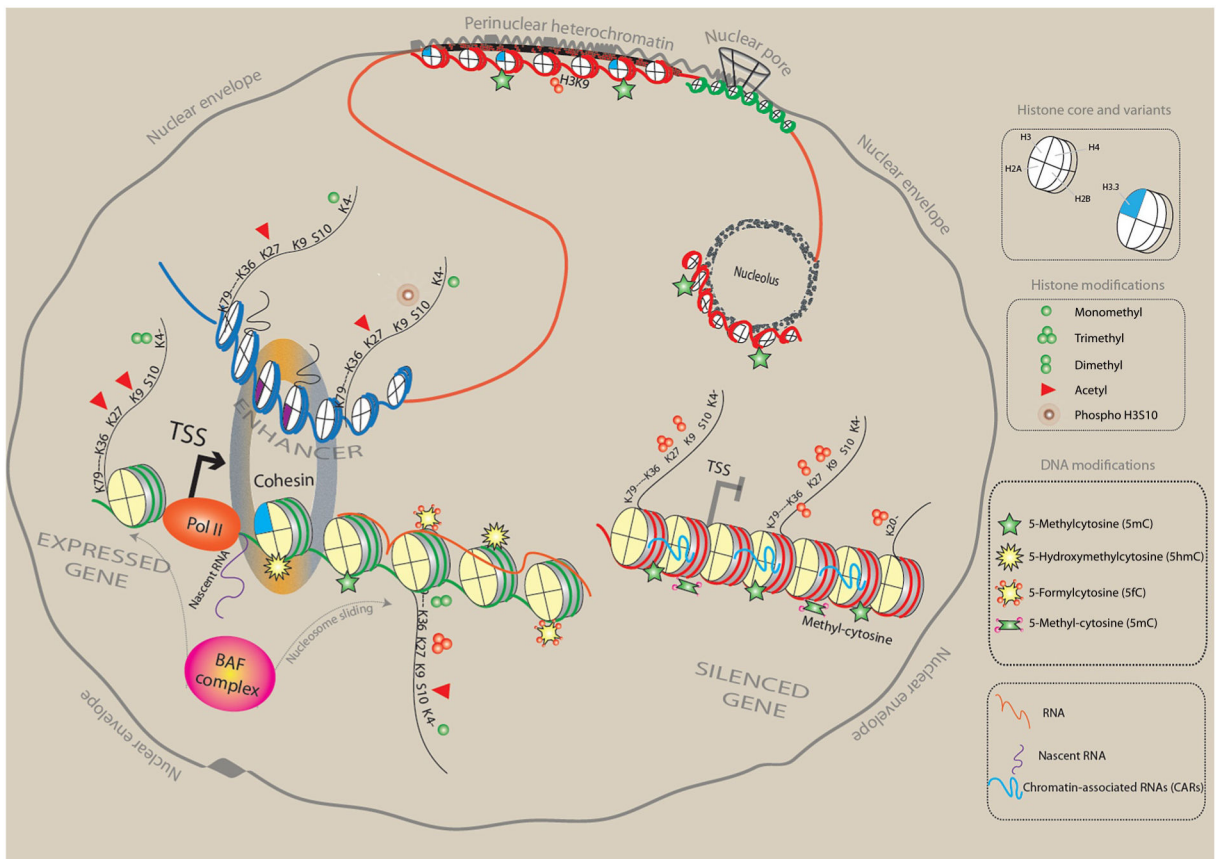 Perinuclear heterochromatin
Nuclear pore
Nuclear envelope
H3K9
Nuclear envelope
Histone core and variants
H3
H4
H2A
H2B
H3.3
K79----K36 K27 K9 S10 K4-
Nucleolus
K79----K36 K27 K9 S10 K4-
Histone modifications
Monomethyl
Trimethyl
Dimethyl
Acetyl
Phospho H3S10
K79----K36 K27 K9 S10 K4-
ENHANCER
TSS
Cohesin
Pol II
EXPRESSED
GENE
Nascent RNA
Nucleosome sliding
BAF
complex
K36 K27 K9 S10 K4-
K79----K36 K27 K9 S10 K4-
TSS
K79----K36 K27 K9 S10 K4-
K20-
Methyl-cytosine
SILENCED
GENE
DNA modifications
5-Methylcytosine (5mC)
5-Hydroxymethylcytosine (5hmC)
5-Formylcytosine (5fC)
5-Methyl-cytosine (5mC)
Nuclear envelope
Nuclear envelope
RNA
Nascent RNA
Chromatin-associated RNAs (CARs)